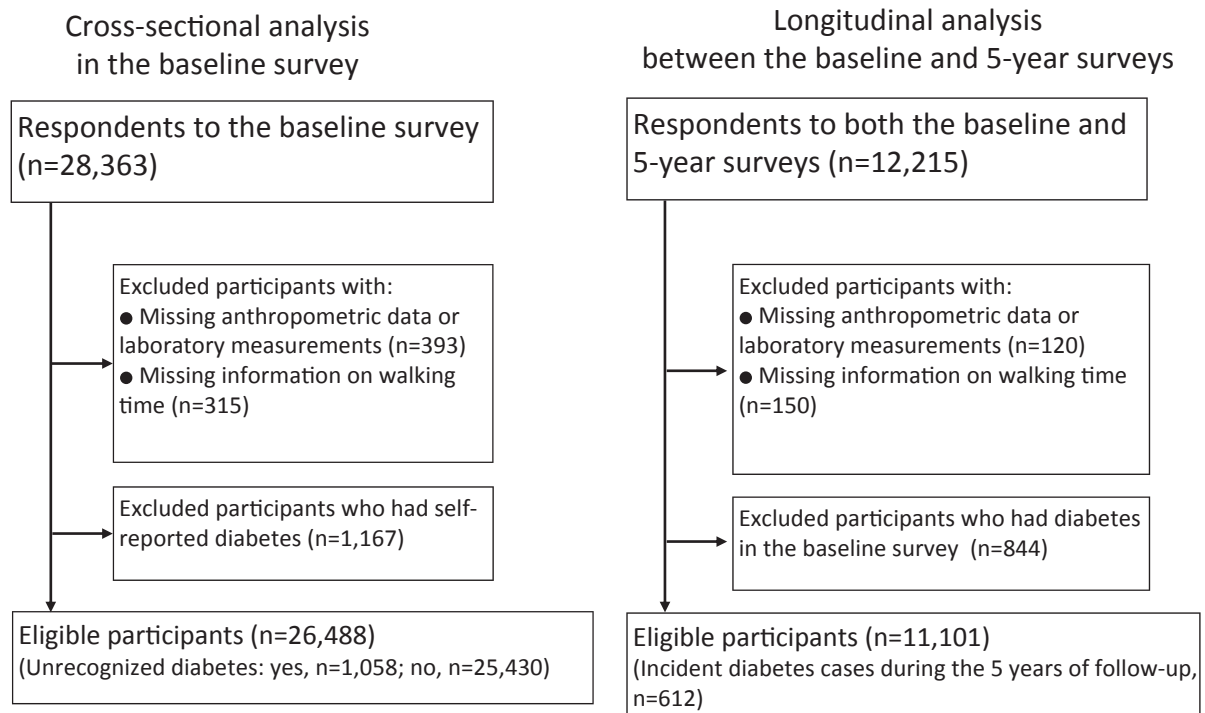 Cross-sectional analysis
in the baseline survey
Respondents to the baseline survey
(n=28,363)
Excluded participants with:
● Missing anthropometric data or
laboratory measurements (n=393)
● Missing information on walking
time (n=315)
Excluded participants who had self-
reported diabetes (n=1,167)
Eligible participants (n=26,488)
(Unrecognized diabetes: yes, n=1,058; no, n=25,430)
Longitudinal analysis
between the baseline and 5-year surveys
Respondents to both the baseline and
5-year surveys (n=12,215)
Excluded participants with:
● Missing anthropometric data or
laboratory measurements (n=120)
● Missing information on walking time
(n=150)
Excluded participants who had diabetes
in the baseline survey (n=844)
Eligible participants (n=11,101)
(Incident diabetes cases during the 5 years of follow-up,
n=612)